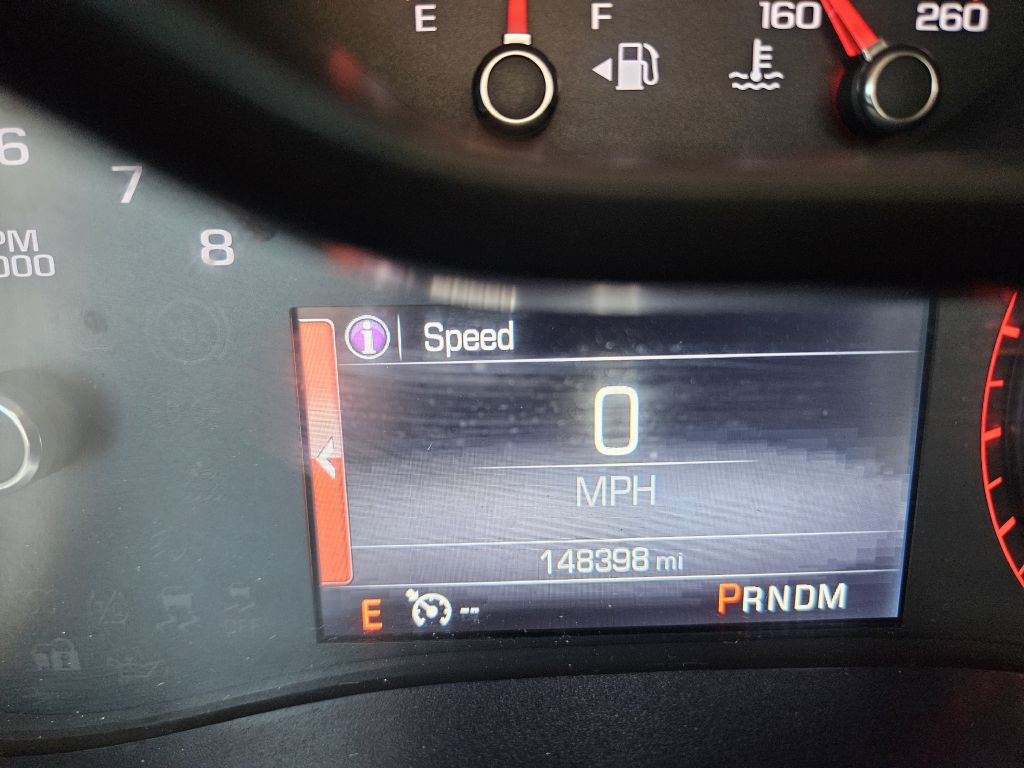 E F 160 260
6
7
8
PM
000
i Speed
0
MPH
148398 mi
E -- PRNDM